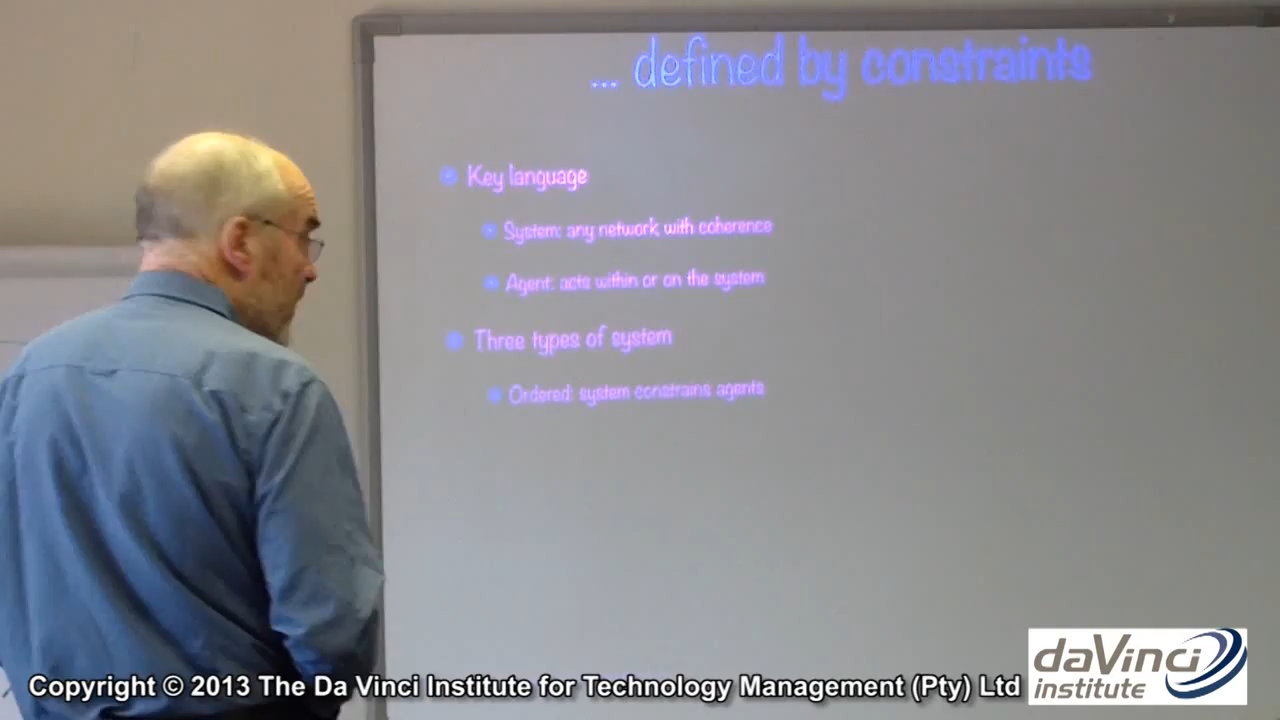 ... defined by constraints
Key language
System: any network with coherence
Agent: acts within or on the system
Three types of system
Ordered: system constrains agents
daVinci
institute
Copyright © 2013 The Da Vinci Institute for Technology Management (Pty) Ltd